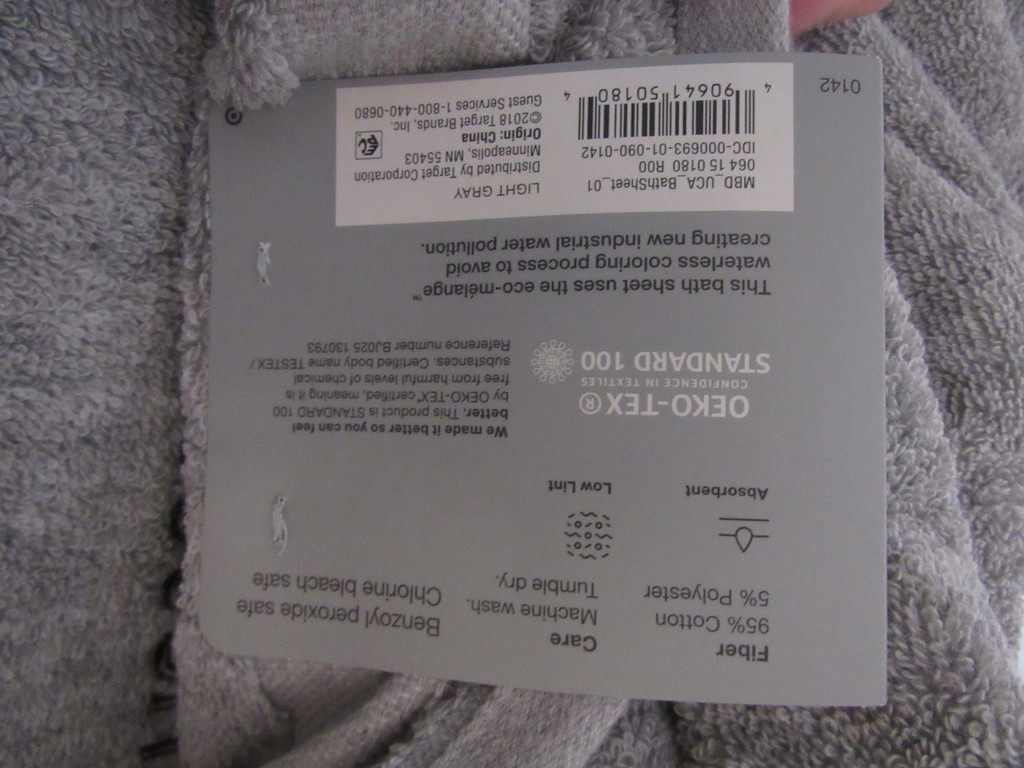 Fiber
95% Cotton
5% Polyester
Care
Machine wash.
Tumble dry.
Benzoyl peroxide safe
Chlorine bleach safe
Absorbent
Low Lint
OEKO-TEX®
CONFIDENCE IN TEXTILES
STANDARD 100
We made it better so you can feel
better. This product is STANDARD 100
by OEKO-TEX® certified, meaning it is
free from harmful levels of chemical
substances. Certified body name TESTEX /
Reference number BJ025 130793
This bath sheet uses the eco-mélange™
waterless coloring process to avoid
creating new industrial water pollution.
MBD_UCA_BathSheet_01
064 15 0180 R00
IDC-000693-01-090-0142
4 90641 50180 4
LIGHT GRAY
Distributed by Target Corporation
Minneapolis, MN 55403
Origin: China
©2018 Target Brands, Inc.
Guest Services 1-800-440-0680
0142